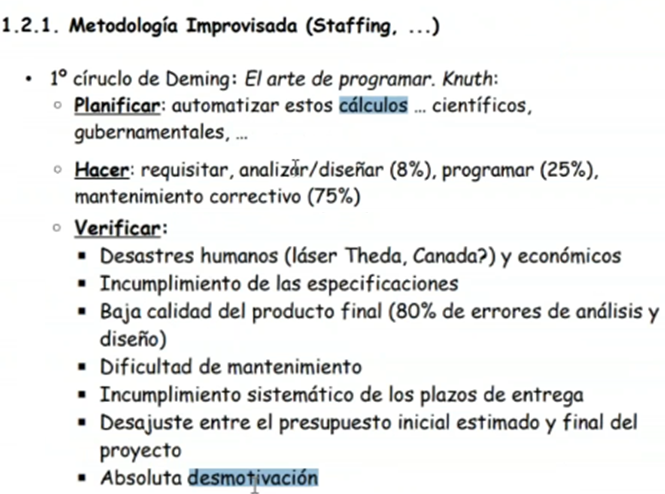 1.2.1. Metodología Improvisada (Staffing, ...)
• 1º círuclo de Deming: El arte de programar. Knuth:
○ Planificar: automatizar estos cálculos ... científicos,
gubernamentales, ...
○ Hacer: requisitar, analizar/diseñar (8%), programar (25%),
mantenimiento correctivo (75%)
○ Verificar:
▪ Desastres humanos (láser Theda, Canada?) y económicos
▪ Incumplimiento de las especificaciones
▪ Baja calidad del producto final (80% de errores de análisis y
diseño)
▪ Dificultad de mantenimiento
▪ Incumplimiento sistemático de los plazos de entrega
▪ Desajuste entre el presupuesto inicial estimado y final del
proyecto
▪ Absoluta desmotivación